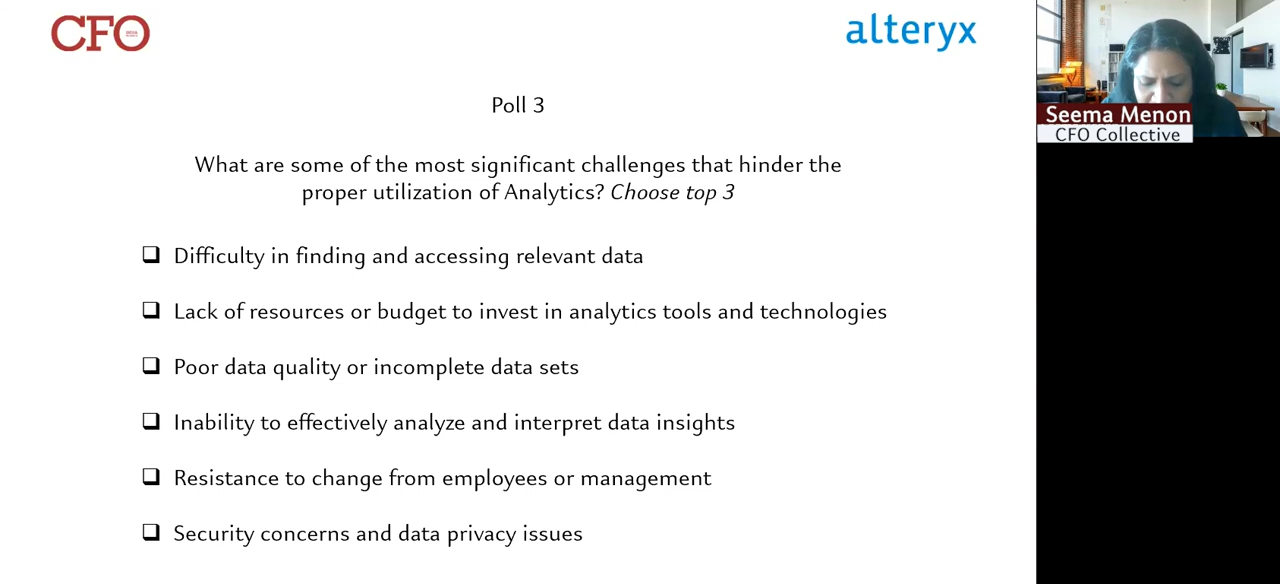 CFO
alteryx
Poll 3
What are some of the most significant challenges that hinder the
proper utilization of Analytics? Choose top 3
❑ Difficulty in finding and accessing relevant data
❑ Lack of resources or budget to invest in analytics tools and technologies
❑ Poor data quality or incomplete data sets
❑ Inability to effectively analyze and interpret data insights
❑ Resistance to change from employees or management
❑ Security concerns and data privacy issues
Seema Menon
CFO Collective